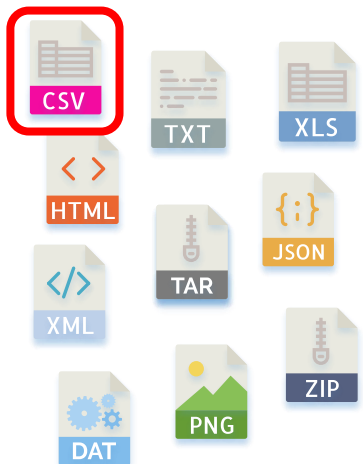 CSV
TXT
XLS
HTML
{;}
JSON
TAR
</>
XML
ZIP
PNG
DAT